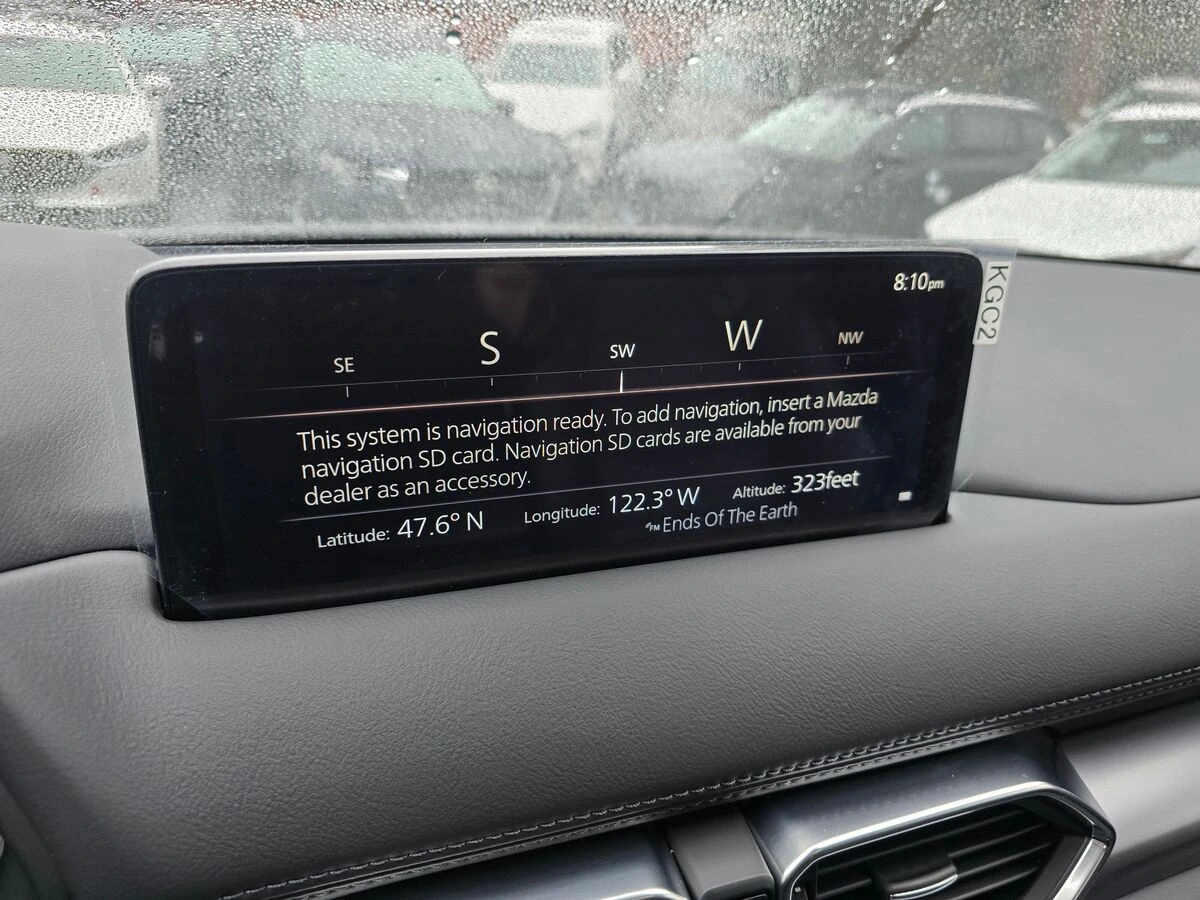 8:10pm
KGC2
SE S SW W NW
This system is navigation ready. To add navigation, insert a Mazda
navigation SD card. Navigation SD cards are available from your
dealer as an accessory.
Latitude: 47.6° N Longitude: 122.3° W Altitude: 323feet
FM Ends Of The Earth